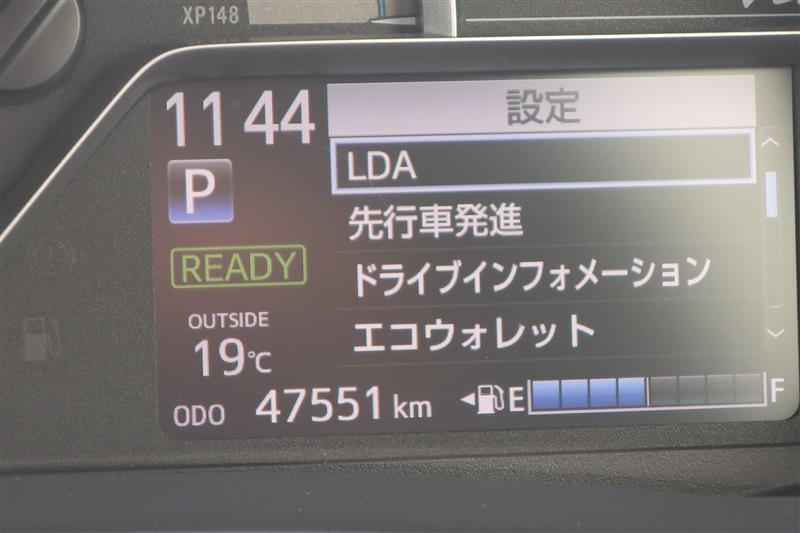 XP148
11 44
設定
LDA
P
先行車発進
READY
ドライブインフォメーション
OUTSIDE
19℃
エコウォレット
ODO 47551 km
E F